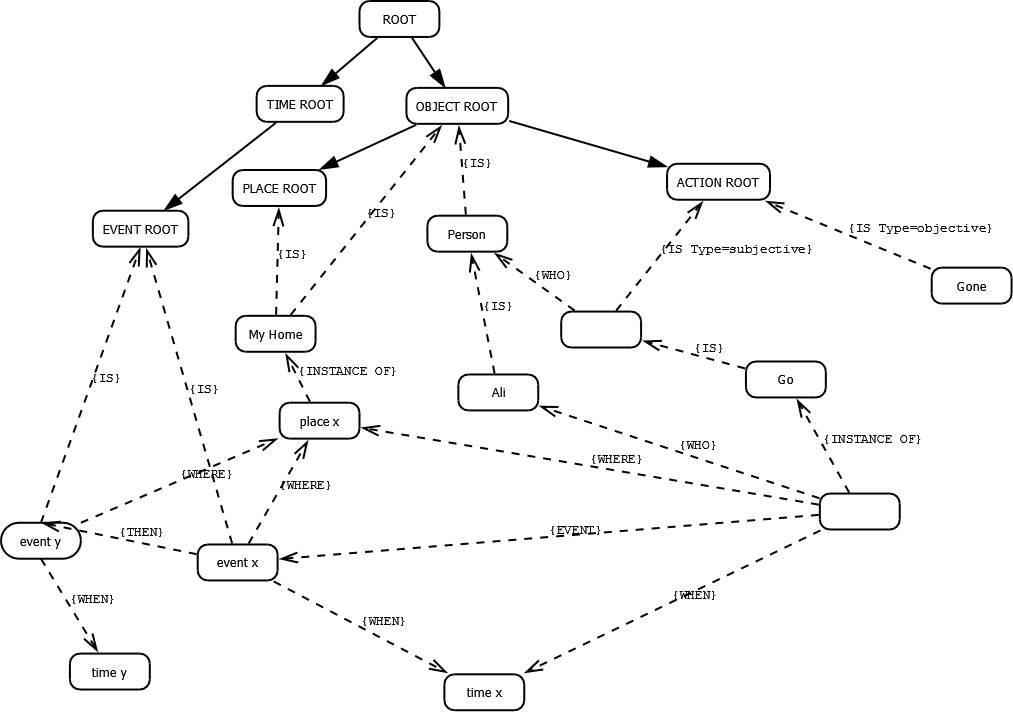 ROOT
TIME ROOT
OBJECT ROOT
PLACE ROOT
ACTION ROOT
{IS}
EVENT ROOT
{IS}
Person
{IS Type=objective}
{IS}
{IS Type=subjective}
{WHO}
Gone
{IS}
My Home
{IS}
{INSTANCE OF}
{IS}
{IS}
Ali
Go
place x
{WHO}
{INSTANCE OF}
{WHERE}
{WHERE}
{WHERE}
{THEN}
{EVENT}
event y
event x
{WHEN}
{WHEN}
{WHEN}
time y
time x